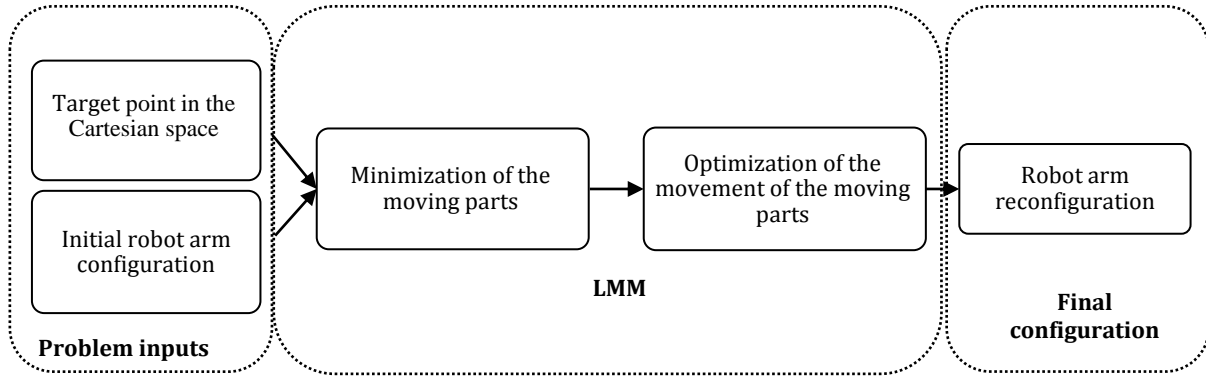 Target point in the
Cartesian space
Initial robot arm
configuration
Problem inputs
Minimization of the
moving parts
Optimization of the
movement of the moving
parts
LMM
Robot arm
reconfiguration
Final
configuration